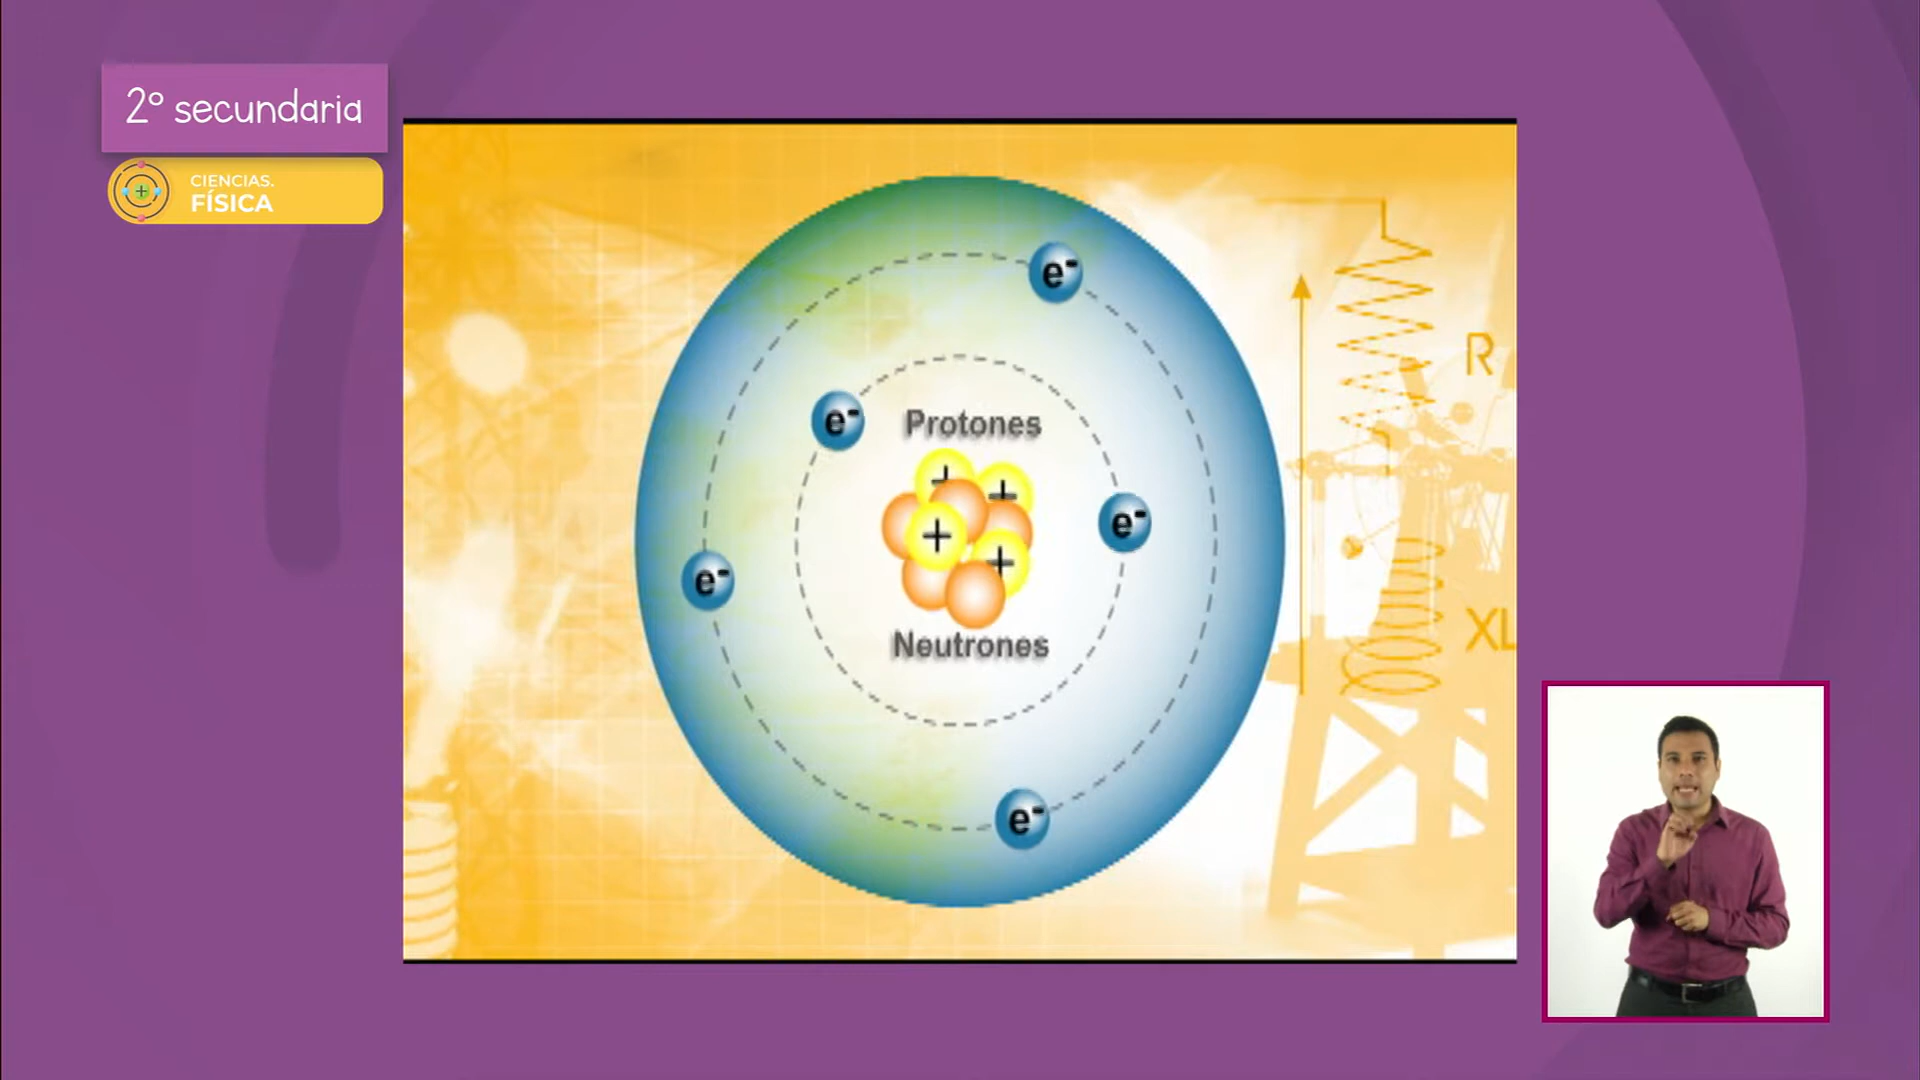 2° secundaria
CIENCIAS.
FÍSICA
+
e-
e-
Protones
+
+
+
+
e-
e-
Neutrones
e-
R
XL